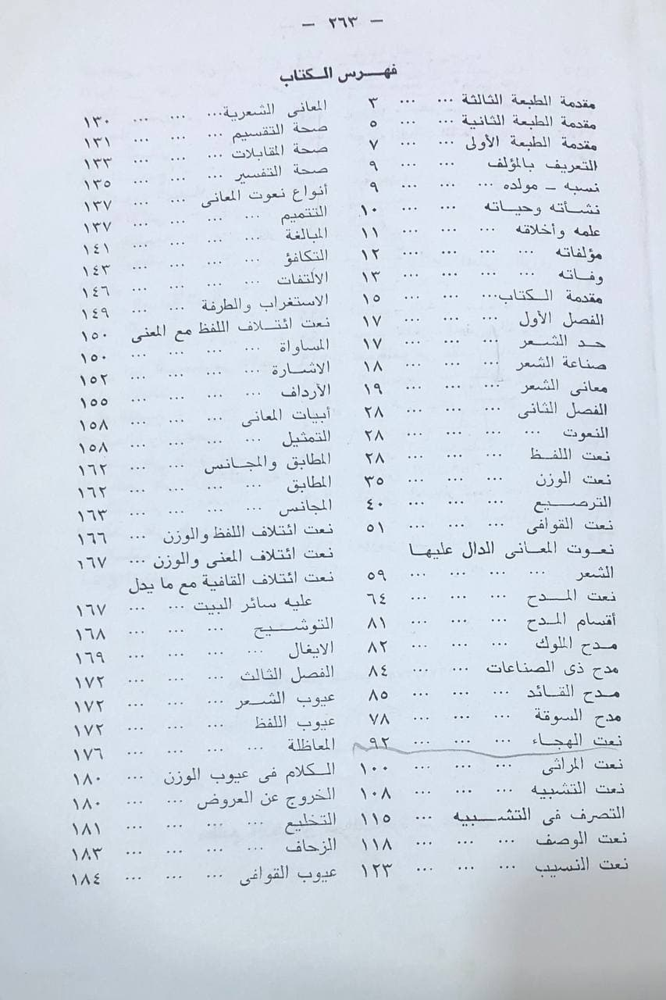 — ٢٦٣ —
فهرس الكتاب
مقدمة الطبعة الثالثة ... ... ٣
مقدمة الطبعة الثانية ... ... ٥
مقدمة الطبعة الأولى ... ... ٧
التعريف بالمؤلف ... ... ٩
نسبه – مولده ... ... ... ٩
نشأته وحياته ... ... ١٠
علمه وأخلاقه ... ... ... ١١
مؤلفاته ... ... ... ... ١٢
وفاته ... ... ... ... ١٣
مقدمة الكتاب... ... ... ١٥
الفصل الأول ... ... ... ١٧
حد الشعر ... ... ... ١٧
صناعة الشعر ... ... ... ١٨
معانى الشعر ... ... ... ١٩
الفصل الثانى ... ... ... ٢٨
النعوت ... ... ... ... ٢٨
نعت اللفظ ... ... ... ٢٨
نعت الوزن ... ... ... ٣٥
الترصيع ... ... ... ٤٠
نعت القوافى ... ... ... ٥١
نعوت المعانى الدال عليها
الشعر ... ... ... ... ٥٩
نعت المدح ... ... ... ٦٤
أقسام المدح ... ... ... ٨١
مدح الملوك ... ... ... ٨٢
مدح ذى الصناعات ... ... ٨٤
مدح القائد ... ... ... ٨٥
مدح السوقة ... ... ... ٧٨
نعت الهجاء ... ... ... ٩٢
نعت المراثى ... ... ... ١٠٠
نعت التشبيه ... ... ... ١٠٨
التصرف فى التشبيه ... ... ١١٥
نعت الوصف ... ... ... ١١٨
نعت النسيب ... ... ... ١٢٣
المعانى الشعرية... ... ... ١٣٠
صحة التقسيم ... ... ... ١٣١
صحة المقابلات ... ... ... ١٣٣
صحة التفسير ... ... ... ١٣٥
أنواع نعوت المعانى ... ... ١٣٧
التتميم ... ... ... ... ١٣٧
المبالغة ... ... ... ... ١٤١
التكافؤ ... ... ... ... ١٤٣
الالتفات ... ... ... ... ١٤٦
الاستغراب والطرفة ... ... ١٤٩
نعت ائتلاف اللفظ مع المعنى ١٥٠
المساواة ... ... ... ... ١٥٠
الاشارة ... ... ... ... ١٥٢
الأرداف ... ... ... ... ١٥٥
أبيات المعانى ... ... ... ١٥٨
التمثيل ... ... ... ... ١٥٨
المطابق والمجانس ... ... ١٦٢
المطابق ... ... ... ... ١٦٢
المجانس ... ... ... ... ١٦٣
نعت ائتلاف اللفظ والوزن ... ١٦٦
نعت ائتلاف المعنى والوزن ... ١٦٧
نعت ائتلاف القافية مع ما يدل
عليه سائر البيت ... ... ١٦٧
التوشيح ... ... ... ... ١٦٨
الايغال ... ... ... ... ١٦٩
الفصل الثالث ... ... ... ١٧٢
عيوب الشعر ... ... ... ١٧٢
عيوب اللفظ ... ... ... ١٧٢
المعاظلة ... ... ... ... ١٧٦
الكلام فى عيوب الوزن ... ١٨٠
الخروج عن العروض ... ... ١٨٠
التخليع ... ... ... ... ١٨١
الزحاف ... ... ... ... ١٨٣
عيوب القوافى ... ... ... ١٨٤